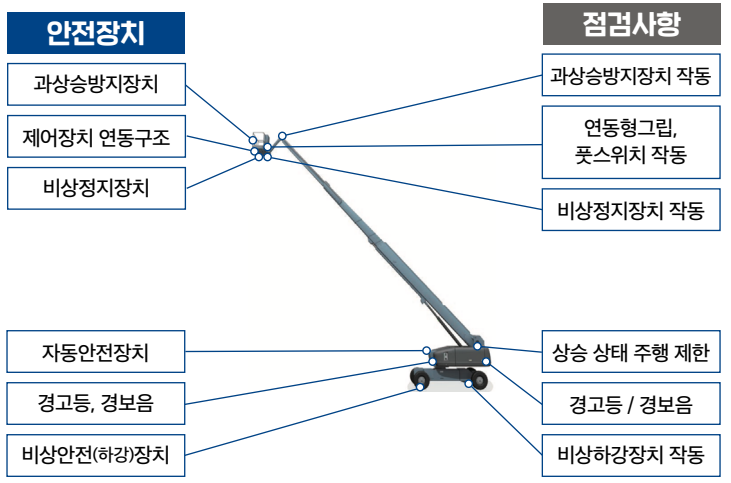 안전장치
과상승방지장치
제어장치 연동구조
비상정지장치
자동안전장치
경고등, 경보음
비상안전(하강)장치
점검사항
과상승방지장치 작동
연동형그립,
풋스위치 작동
비상정지장치 작동
상승 상태 주행 제한
경고등 / 경보음
비상하강장치 작동